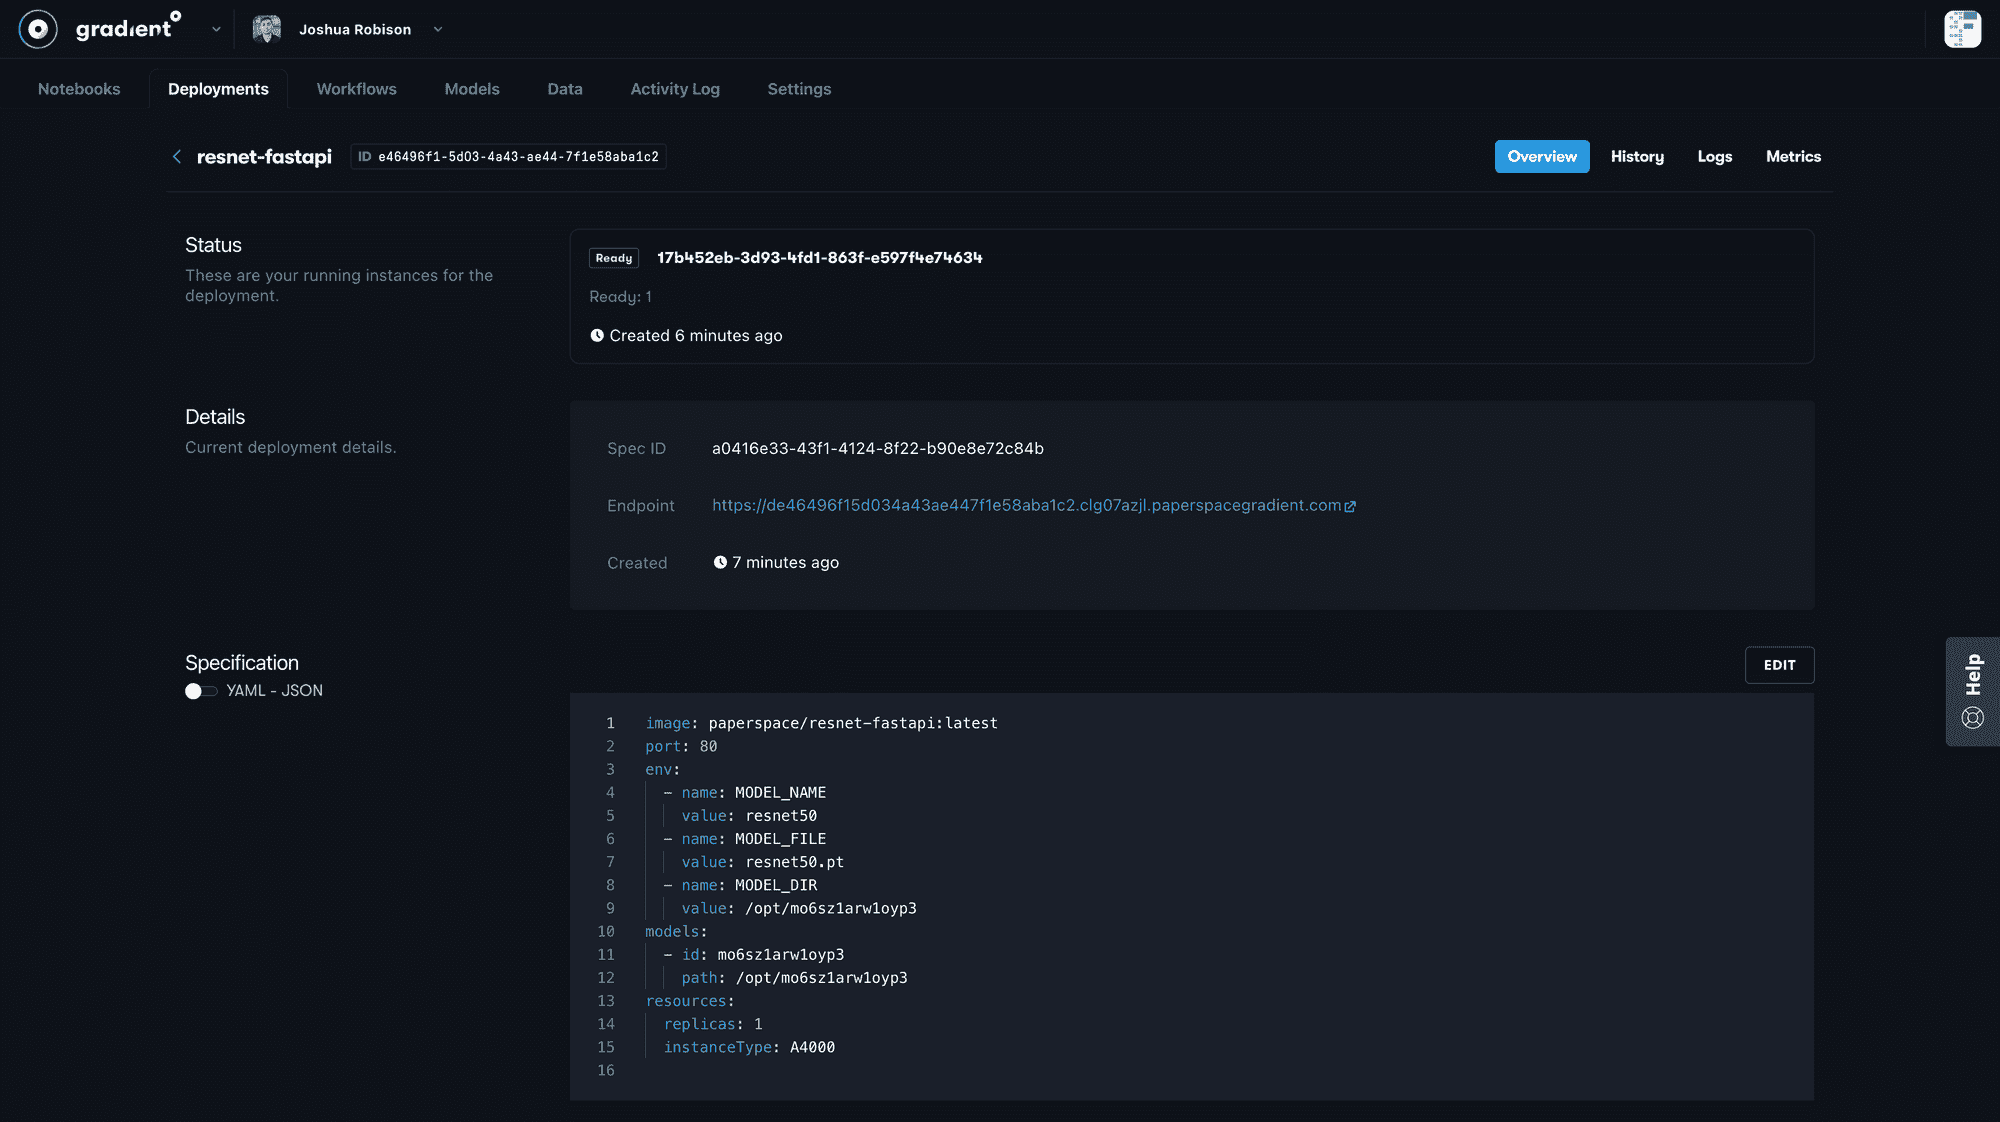 gradient
Joshua Robison
Notebooks
Deployments
Workflows
Models
Data
Activity Log
Settings
resnet-fastapi
ID e46496f1-5d03-4a43-ae44-7f1e58aba1c2
Overview
History
Logs
Metrics
Status
These are your running instances for the
deployment.
Ready 17b452eb-3d93-4fd1-863f-e597f4e74634
Ready: 1
Created 6 minutes ago
Details
Current deployment details.
Spec ID a0416e33-43f1-4124-8f22-b90e8e72c84b
Endpoint https://de46496f15d034a43ae447f1e58aba1c2.clg07azjl.paperspacegradient.com
Created 7 minutes ago
Specification
YAML - JSON
EDIT
1 image: paperspace/resnet-fastapi:latest
2 port: 80
3 env:
4 - name: MODEL_NAME
5 value: resnet50
6 - name: MODEL_FILE
7 value: resnet50.pt
8 - name: MODEL_DIR
9 value: /opt/mo6sz1arw1oyp3
10 models:
11 - id: mo6sz1arw1oyp3
12 path: /opt/mo6sz1arw1oyp3
13 resources:
14 replicas: 1
15 instanceType: A4000
16
Help